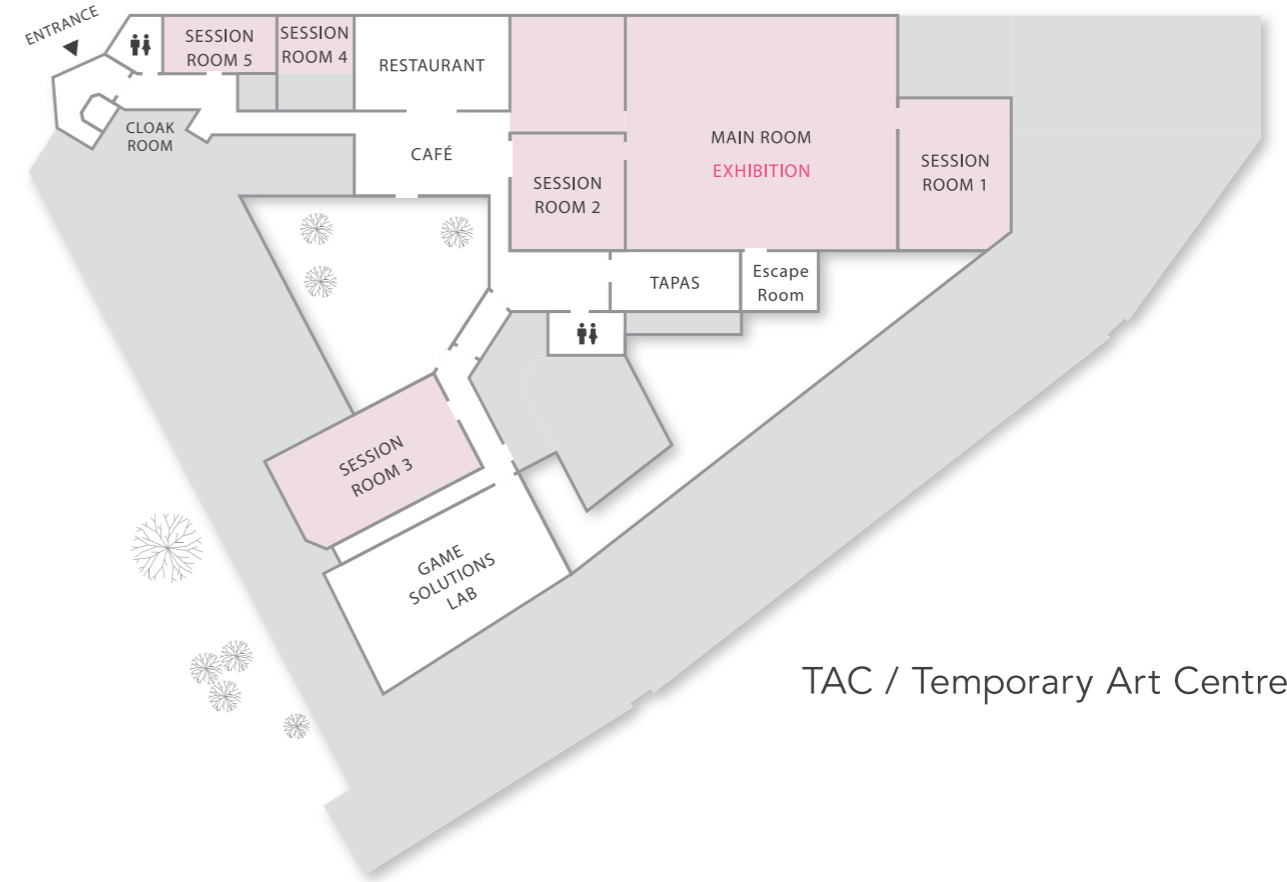 ENTRANCE
SESSION
ROOM 5
SESSION
ROOM 4
RESTAURANT
CLOAK
ROOM
CAFÉ
MAIN ROOM
EXHIBITION
SESSION
ROOM 2
SESSION
ROOM 1
TAPAS
Escape
Room
SESSION
ROOM 3
GAME
SOLUTIONS
LAB
TAC / Temporary Art Centre